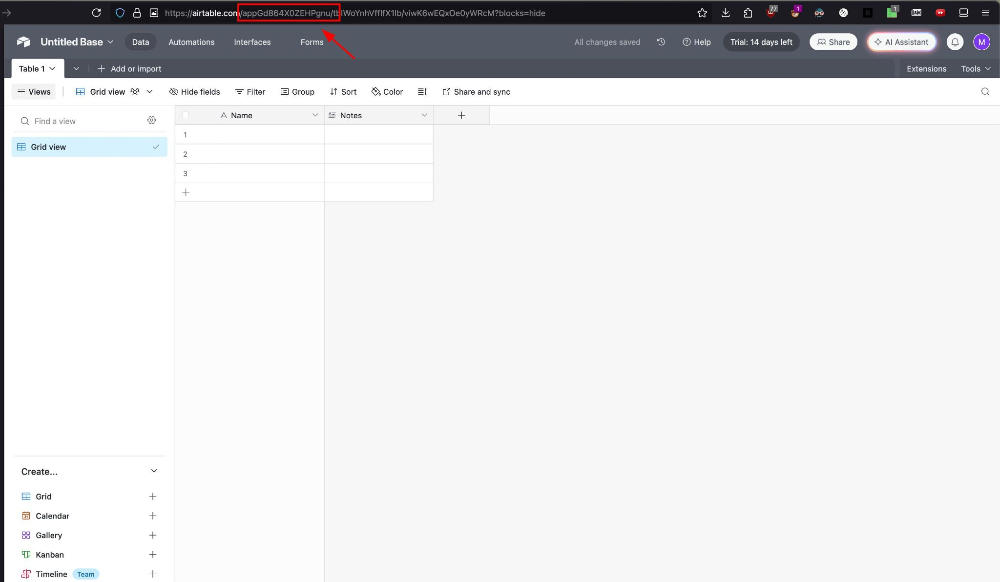 https://airtable.com/appGd864X0ZEHPgnu/tblWoYnhVffIfX1Ib/viwK6wEQxOe0yWRcM?blocks=hide
77
1
1
Untitled Base
Data
Automations
Interfaces
Forms
All changes saved
Help
Trial: 14 days left
Share
AI Assistant
M
Table 1
Add or import
Extensions
Tools
Views
Grid view
Hide fields
Filter
Group
Sort
Color
Share and sync
Find a view
Grid view
Name
Notes
1
2
3
Create...
Grid
Calendar
Gallery
Kanban
Timeline
Team